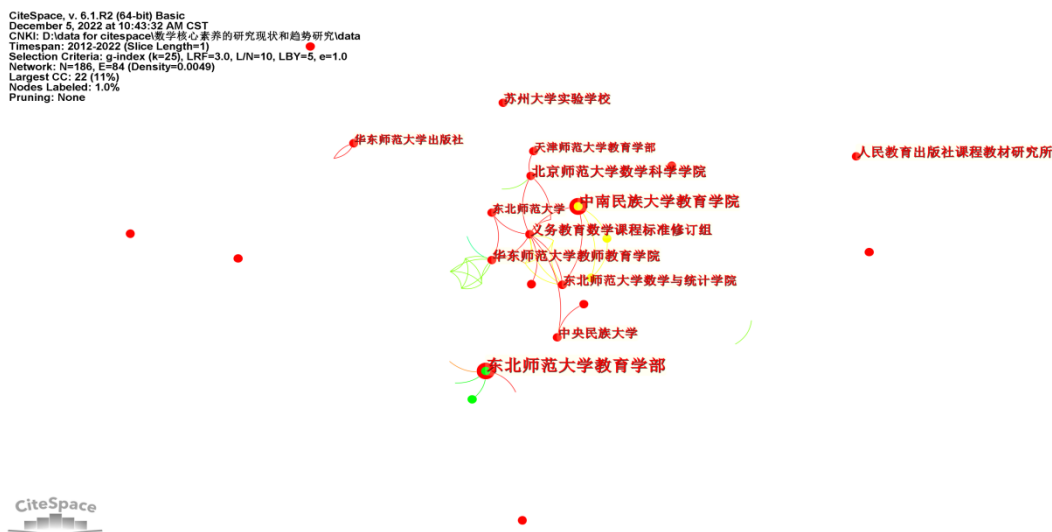 CiteSpace, v. 6.1.R2 (64-bit) Basic
December 5, 2022 at 10:43:32 AM CST
CNKI: D:\data for citespace\数学核心素养的研究现状和趋势研究\data
Timespan: 2012-2022 (Slice Length=1)
Selection Criteria: g-index (k=25), LRF=3.0, L/N=10, LBY=5, e=1.0
Network: N=186, E=84 (Density=0.0049)
Largest CC: 22 (11%)
Nodes Labeled: 1.0%
Pruning: None
苏州大学实验学校
华东师范大学出版社
天津师范大学教育学部
人民教育出版社课程教材研究所
北京师范大学数学科学学院
中南民族大学教育学院
东北师范大学
义务教育数学课程标准修订组
华东师范大学教师教育学院
东北师范大学数学与统计学院
中央民族大学
东北师范大学教育学部
CiteSpace